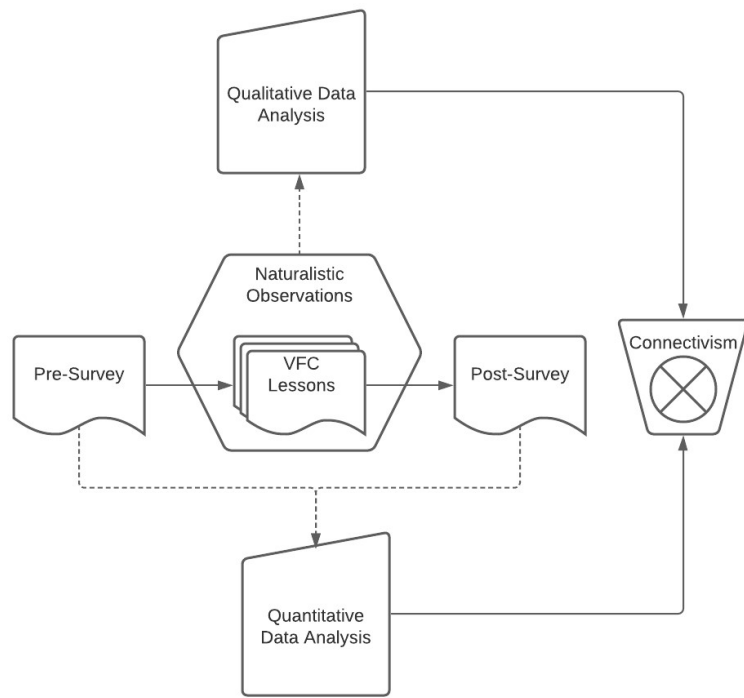 Qualitative Data
Analysis
Naturalistic
Observations
Pre-Survey
VFC
Lessons
Post-Survey
Connectivism
Quantitative
Data Analysis